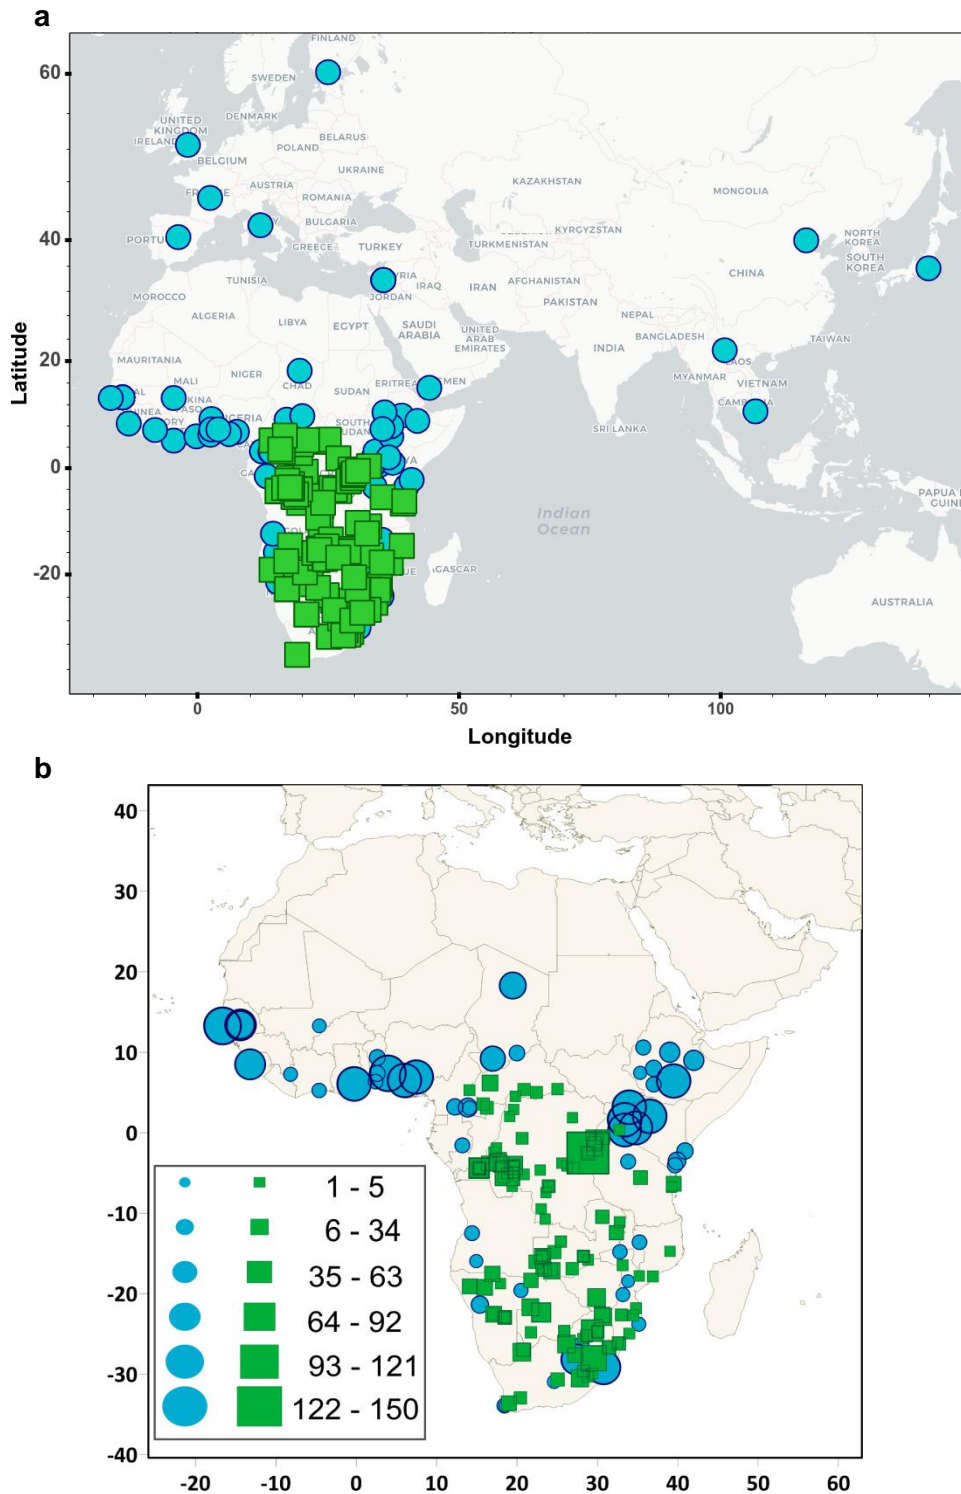 a
FINLAND
60
SWEDEN
UNITED
KINGDOM
DENMARK
IRELAND
BELARUS
POLAND
BELGIUM
UKRAINE
AUSTRIA
KAZAKHSTAN
MONGOLIA
ROMANIA
BULGARIA
40
PORTU
GREECE
TURKEY
KYRGYZSTAN
TURKMENISTAN
NORTH
KOREA
SOUTH
KOREA
TUNISIA
IRAQ
IRAN
AFGHANISTAN
CHINA
JORDAN
MOROCCO
PAKISTAN
ALGERIA
LIBYA
EGYPT
SAUDI
ARABIA
NEPAL
UNITED
ARAB
EMIRATES
BANGLADESH
TAIWAN
INDIA
20
MAURITANIA
MALI
NIGER
CHAD
SUDAN
ERITREA
MYANMAR
VIETNAM
SOUTH
SRI LANKA
0
PAPUA
Indian
Ocean
GASCAR
-20
AUSTRALIA
0
50
100
Latitude
Longitude
b
40
30
20
10
0
-10
-20
-30
-40
1 - 5
6 - 34
35 - 63
64 - 92
93 - 121
122 - 150
-20 -10 0 10 20 30 40 50 60